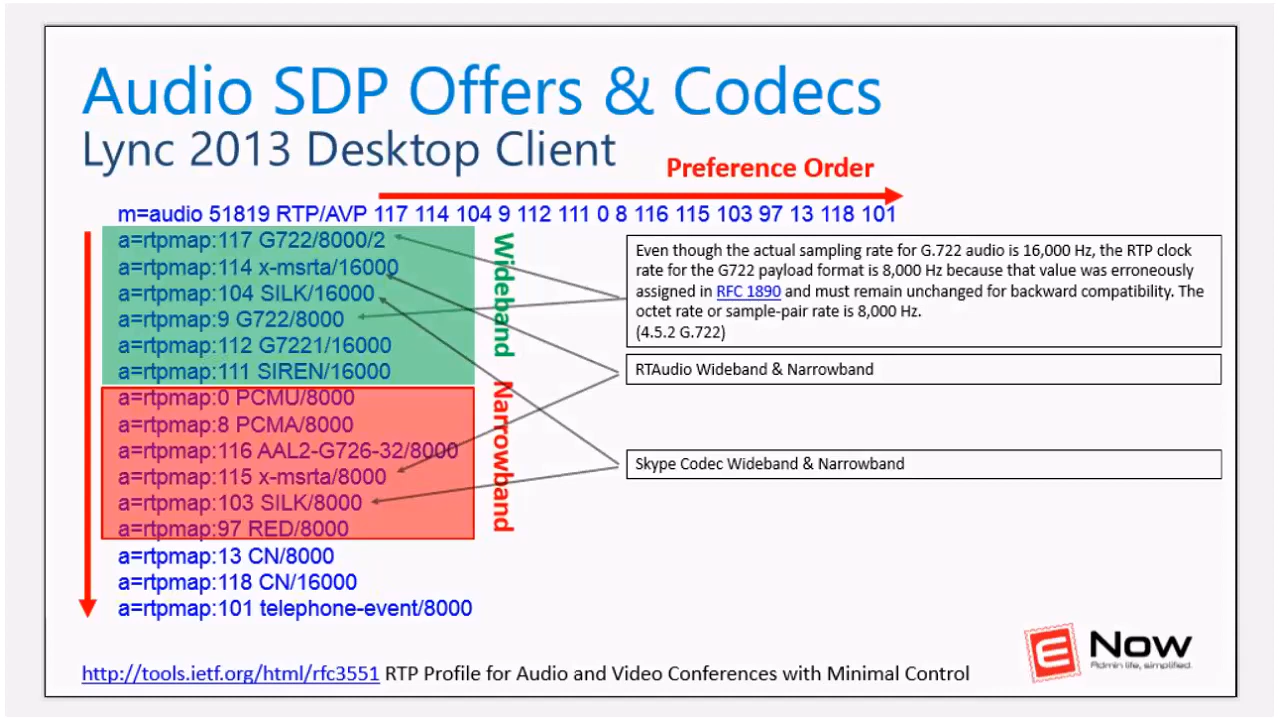 Audio SDP Offers & Codecs
Lync 2013 Desktop Client
Preference Order
m=audio 51819 RTP/AVP 117 114 104 9 112 111 0 8 116 115 103 97 13 118 101
a=rtpmap:117 G722/8000/2
a=rtpmap:114 x-msrta/16000
a=rtpmap:104 SILK/16000
a=rtpmap:9 G722/8000
a=rtpmap:112 G7221/16000
a=rtpmap:111 SIREN/16000
a=rtpmap:0 PCMU/8000
a=rtpmap:8 PCMA/8000
a=rtpmap:116 AAL2-G726-32/8000
a=rtpmap:115 x-msrta/8000
a=rtpmap:103 SILK/8000
a=rtpmap:97 RED/8000
a=rtpmap:13 CN/8000
a=rtpmap:118 CN/16000
a=rtpmap:101 telephone-event/8000
Wideband
Narrowband
Even though the actual sampling rate for G.722 audio is 16,000 Hz, the RTP clock
rate for the G722 payload format is 8,000 Hz because that value was erroneously
assigned in RFC 1890 and must remain unchanged for backward compatibility. The
octet rate or sample-pair rate is 8,000 Hz.
(4.5.2 G.722)
RTAudio Wideband & Narrowband
Skype Codec Wideband & Narrowband
http://tools.ietf.org/html/rfc3551 RTP Profile for Audio and Video Conferences with Minimal Control
E Now
Admin life, simplified.